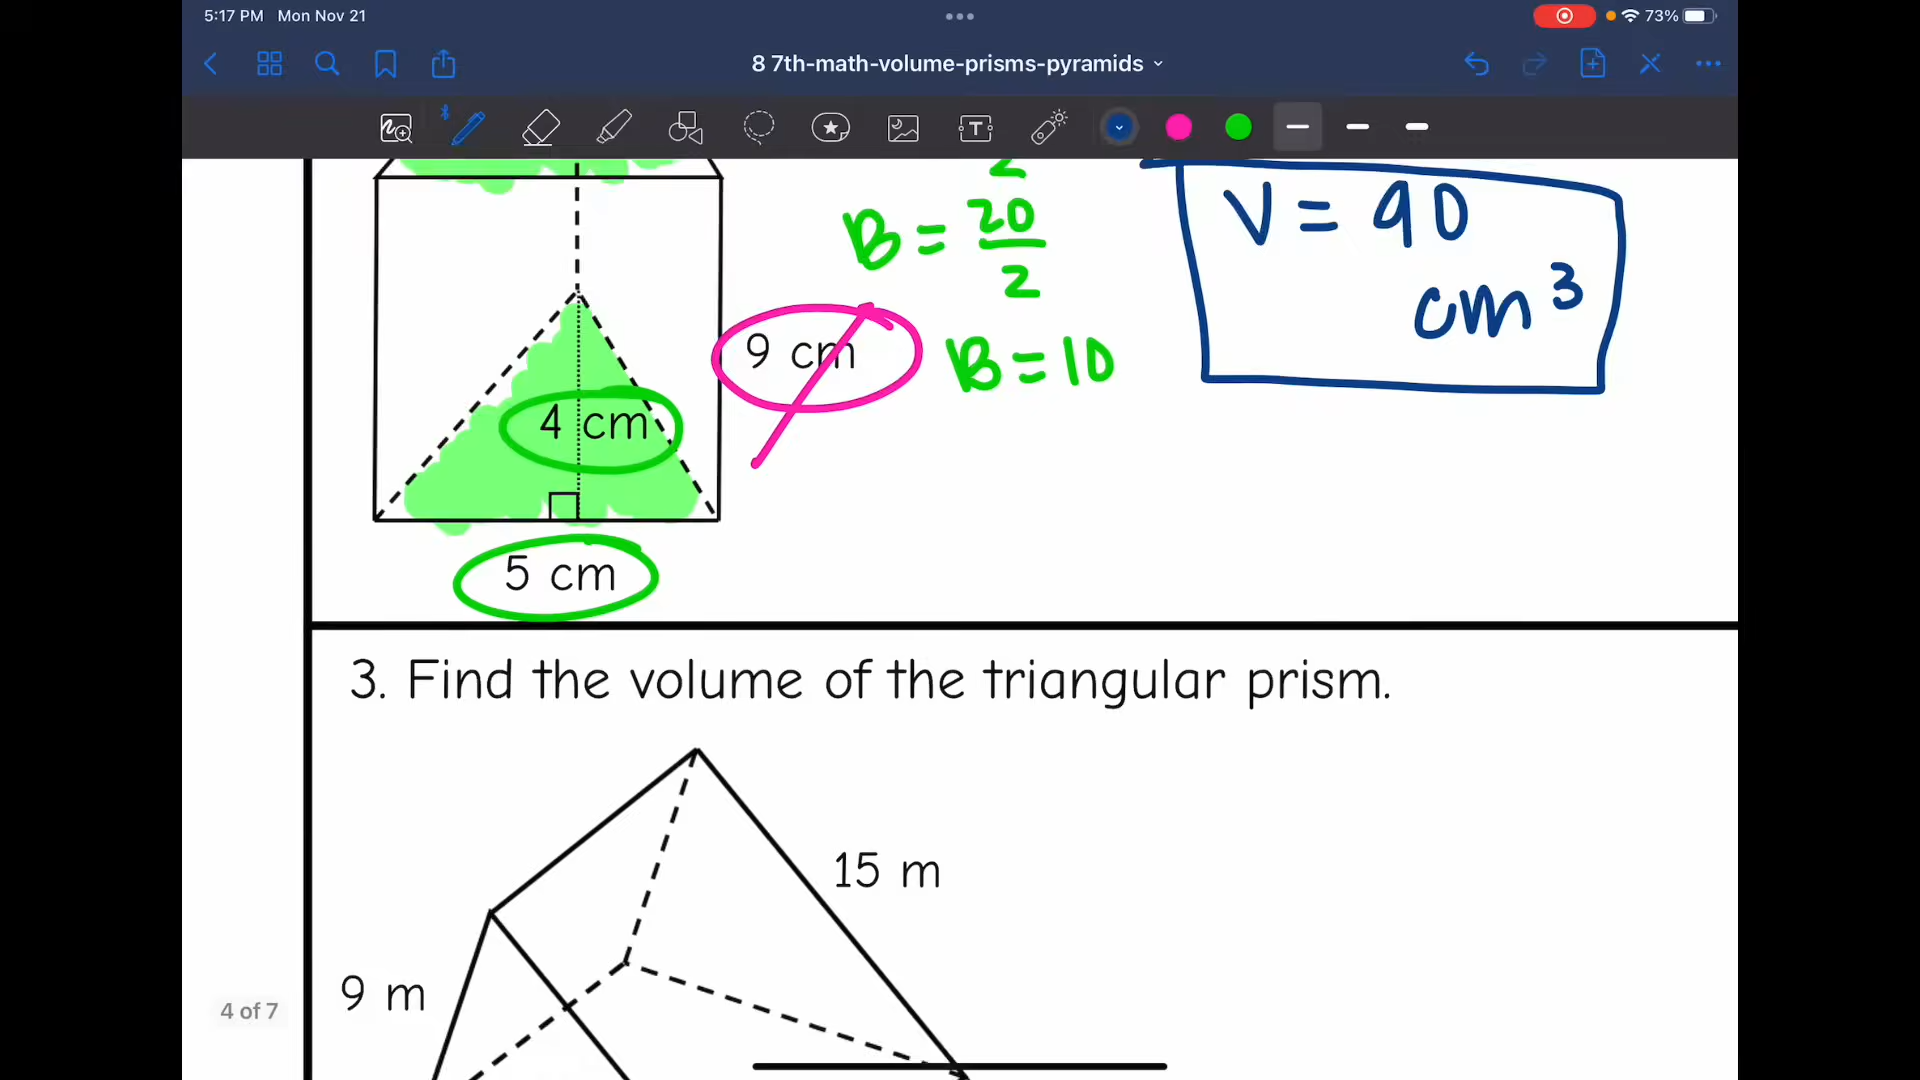 5:17 PM Mon Nov 21
73%
8 7th-math-volume-prisms-pyramids
T
2
B = 20
2
V = 90
cm³
9 cm
B = 10
4 cm
5 cm
3. Find the volume of the triangular prism.
15 m
9 m
4 of 7